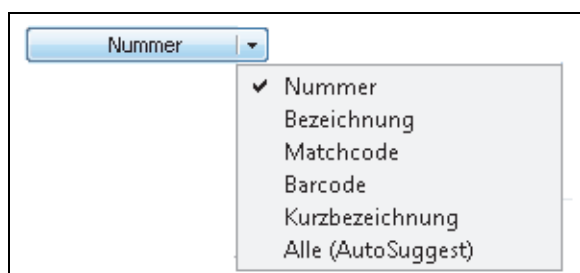 Nummer
Nummer
Bezeichnung
Matchcode
Barcode
Kurzbezeichnung
Alle (AutoSuggest)